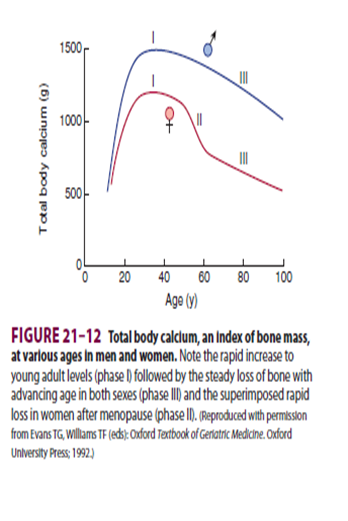 Total body calcium (g)
1500
1000
500
0
I
I
II
III
III
0 20 40 60 80 100
Age (y)
FIGURE 21–12 Total body calcium, an index of bone mass,
at various ages in men and women. Note the rapid increase to
young adult levels (phase I) followed by the steady loss of bone with
advancing age in both sexes (phase III) and the superimposed rapid
loss in women after menopause (phase II). (Reproduced with permission
from Evans TG, Williams TF (eds): Oxford Textbook of Geriatric Medicine. Oxford
University Press; 1992.)